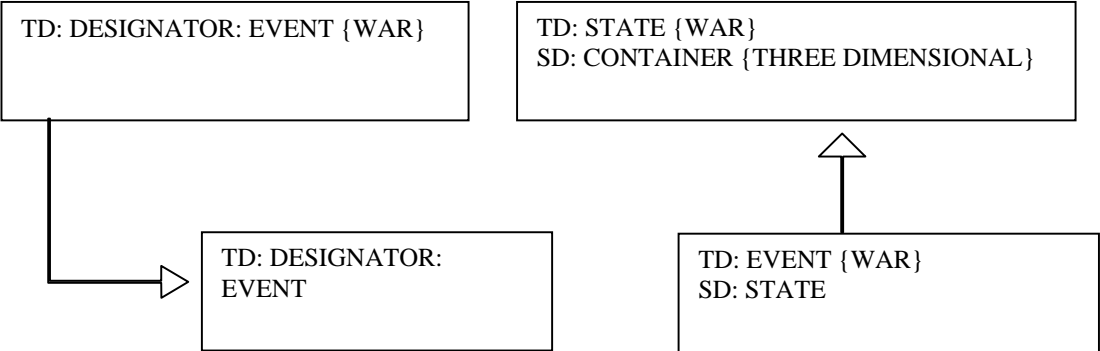 TD: DESIGNATOR: EVENT {WAR}
TD: STATE {WAR}
SD: CONTAINER {THREE DIMENSIONAL}
TD: DESIGNATOR:
EVENT
TD: EVENT {WAR}
SD: STATE